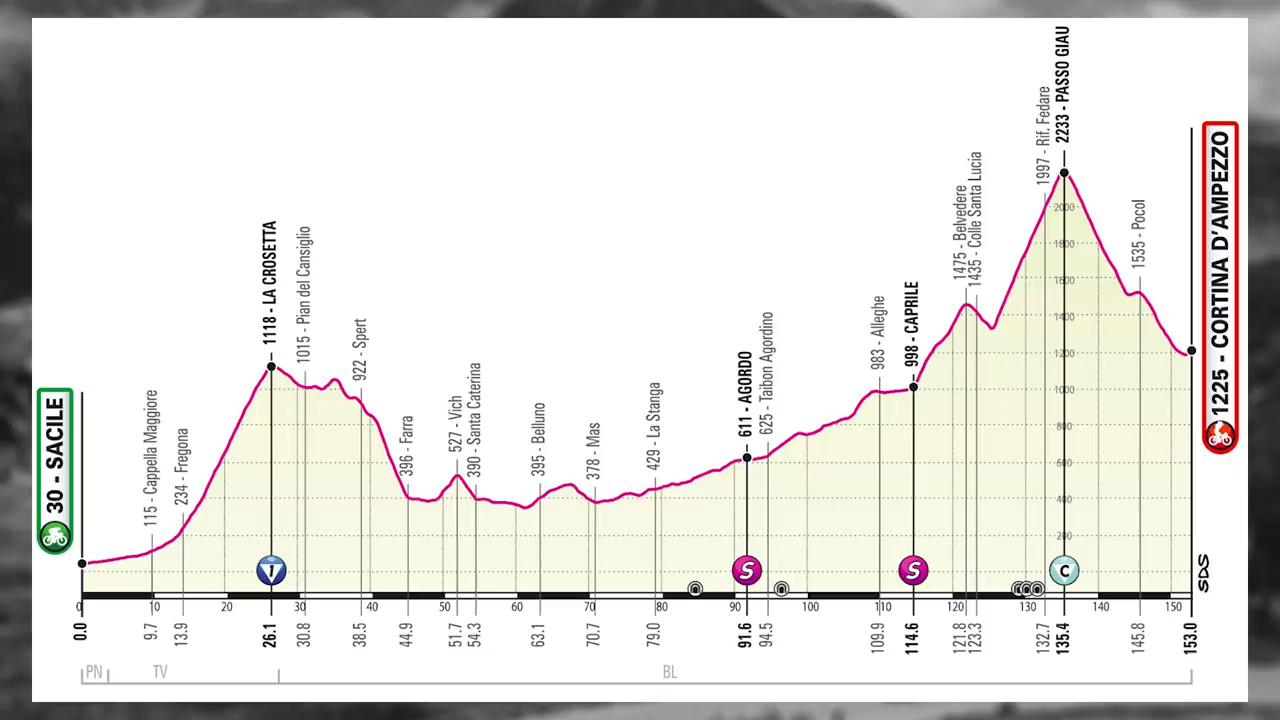 30 - SACILE
115 - Cappella Maggiore
234 - Fregona
1118 - LA CROSETTA
1015 - Pian del Cansiglio
922 - Spert
396 - Farra
527 - Vich
390 - Santa Caterina
395 - Belluno
378 - Mas
429 - La Stanga
611 - AGORDO
625 - Taibon Agordino
983 - Alleghe
998 - CAPRILE
1475 - Belvedere
1435 - Colle Santa Lucia
1997 - Rif. Fedare
2233 - PASSO GIAU
1535 - Pocol
1225 - CORTINA D'AMPEZZO
2000
1800
1600
1400
1200
1000
800
600
400
200
1 S S C
SDS
0 10 20 30 40 50 60 70 80 90 100 110 120 130 140 150
0.0 9.7 13.9 26.1 30.8 38.5 44.9 51.7 54.3 63.1 70.7 79.0 91.6 94.5 109.9 114.6 121.8 123.3 132.7 135.4 145.8 153.0
PN TV BL